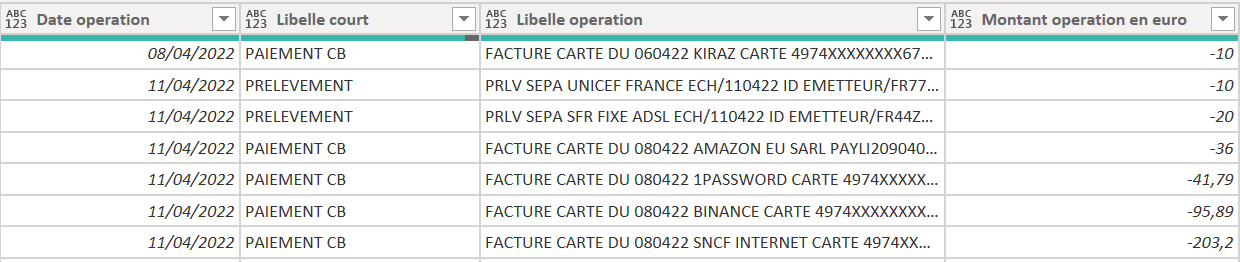 ABC 123 Date operation ABC 123 Libelle court ABC 123 Libelle operation ABC 123 Montant operation en euro
08/04/2022 PAIEMENT CB FACTURE CARTE DU 060422 KIRAZ CARTE 4974XXXXXXXX67... -10
11/04/2022 PRELEVEMENT PRLV SEPA UNICEF FRANCE ECH/110422 ID EMETTEUR/FR77... -10
11/04/2022 PRELEVEMENT PRLV SEPA SFR FIXE ADSL ECH/110422 ID EMETTEUR/FR44Z... -20
11/04/2022 PAIEMENT CB FACTURE CARTE DU 080422 AMAZON EU SARL PAYLI209040... -36
11/04/2022 PAIEMENT CB FACTURE CARTE DU 080422 1PASSWORD CARTE 4974XXXXX... -41,79
11/04/2022 PAIEMENT CB FACTURE CARTE DU 080422 BINANCE CARTE 4974XXXXXXXX... -95,89
11/04/2022 PAIEMENT CB FACTURE CARTE DU 080422 SNCF INTERNET CARTE 4974XX... -203,2